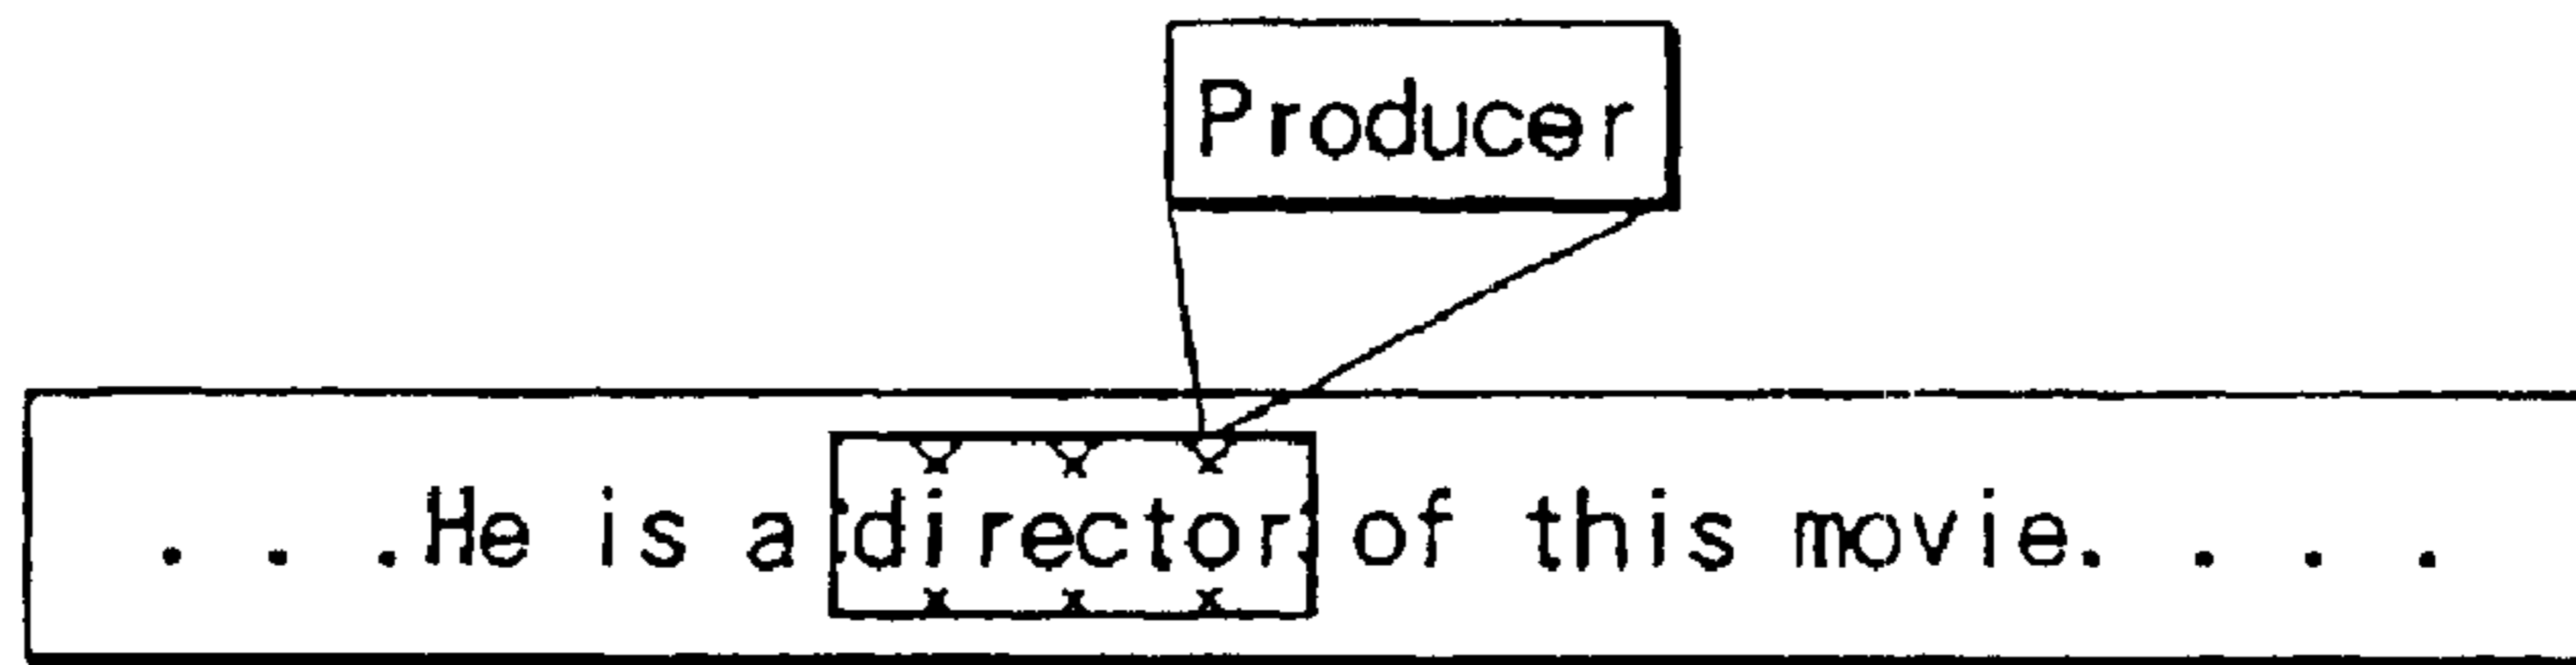 Producer
. . .He is a director of this movie. . . .